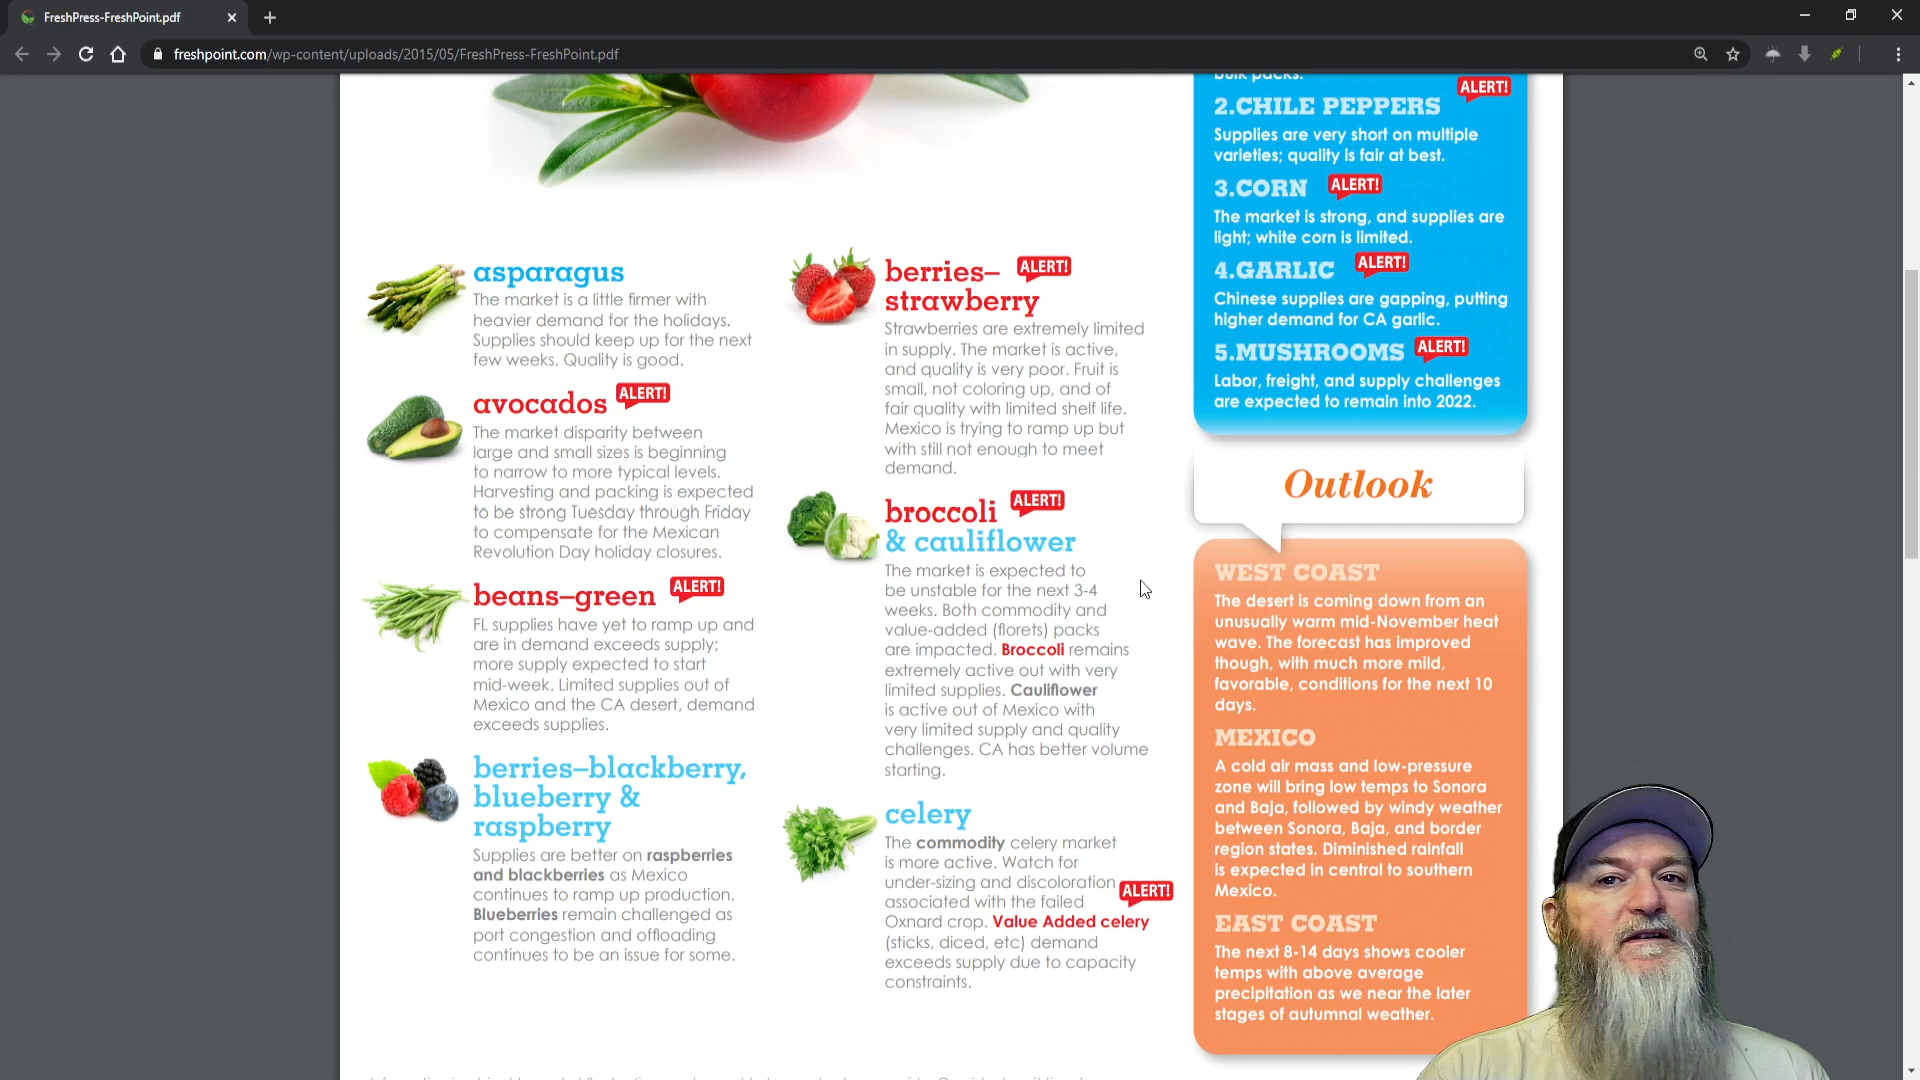 FreshPress-FreshPoint.pdf
freshpoint.com/wp-content/uploads/2015/05/FreshPress-FreshPoint.pdf
asparagus
The market is a little firmer with
heavier demand for the holidays.
Supplies should keep up for the next
few weeks. Quality is good.
avocados ALERT!
The market disparity between
large and small sizes is beginning
to narrow to more typical levels.
Harvesting and packing is expected
to be strong Tuesday through Friday
to compensate for the Mexican
Revolution Day holiday closures.
beans–green ALERT!
FL supplies have yet to ramp up and
are in demand exceeds supply;
more supply expected to start
mid-week. Limited supplies out of
Mexico and the CA desert, demand
exceeds supplies.
berries–blackberry,
blueberry &
raspberry
Supplies are better on raspberries
and blackberries as Mexico
continues to ramp up production.
Blueberries remain challenged as
port congestion and offloading
continues to be an issue for some.
berries– ALERT!
strawberry
Strawberries are extremely limited
in supply. The market is active,
and quality is very poor. Fruit is
small, not coloring up, and of
fair quality with limited shelf life.
Mexico is trying to ramp up but
with still not enough to meet
demand.
broccoli ALERT!
& cauliflower
The market is expected to
be unstable for the next 3-4
weeks. Both commodity and
value-added (florets) packs
are impacted. Broccoli remains
extremely active out with very
limited supplies. Cauliflower
is active out of Mexico with
very limited supply and quality
challenges. CA has better volume
starting.
celery
The commodity celery market
is more active. Watch for
under-sizing and discoloration ALERT!
associated with the failed
Oxnard crop. Value Added celery
(sticks, diced, etc) demand
exceeds supply due to capacity
constraints.
bulk packs.
2.CHILE PEPPERS ALERT!
Supplies are very short on multiple
varieties; quality is fair at best.
3.CORN ALERT!
The market is strong, and supplies are
light; white corn is limited.
4.GARLIC ALERT!
Chinese supplies are gapping, putting
higher demand for CA garlic.
5.MUSHROOMS ALERT!
Labor, freight, and supply challenges
are expected to remain into 2022.
Outlook
WEST COAST
The desert is coming down from an
unusually warm mid-November heat
wave. The forecast has improved
though, with much more mild,
favorable, conditions for the next 10
days.
MEXICO
A cold air mass and low-pressure
zone will bring low temps to Sonora
and Baja, followed by windy weather
between Sonora, Baja, and border
region states. Diminished rainfall
is expected in central to southern
Mexico.
EAST COAST
The next 8-14 days shows cooler
temps with above average
precipitation as we near the later
stages of autumnal weather.